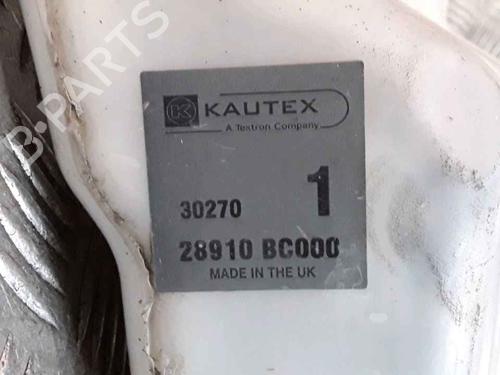 B-PARTS
K KAUTEX
A Textron Company
30270 1
28910 BC000
MADE IN THE UK